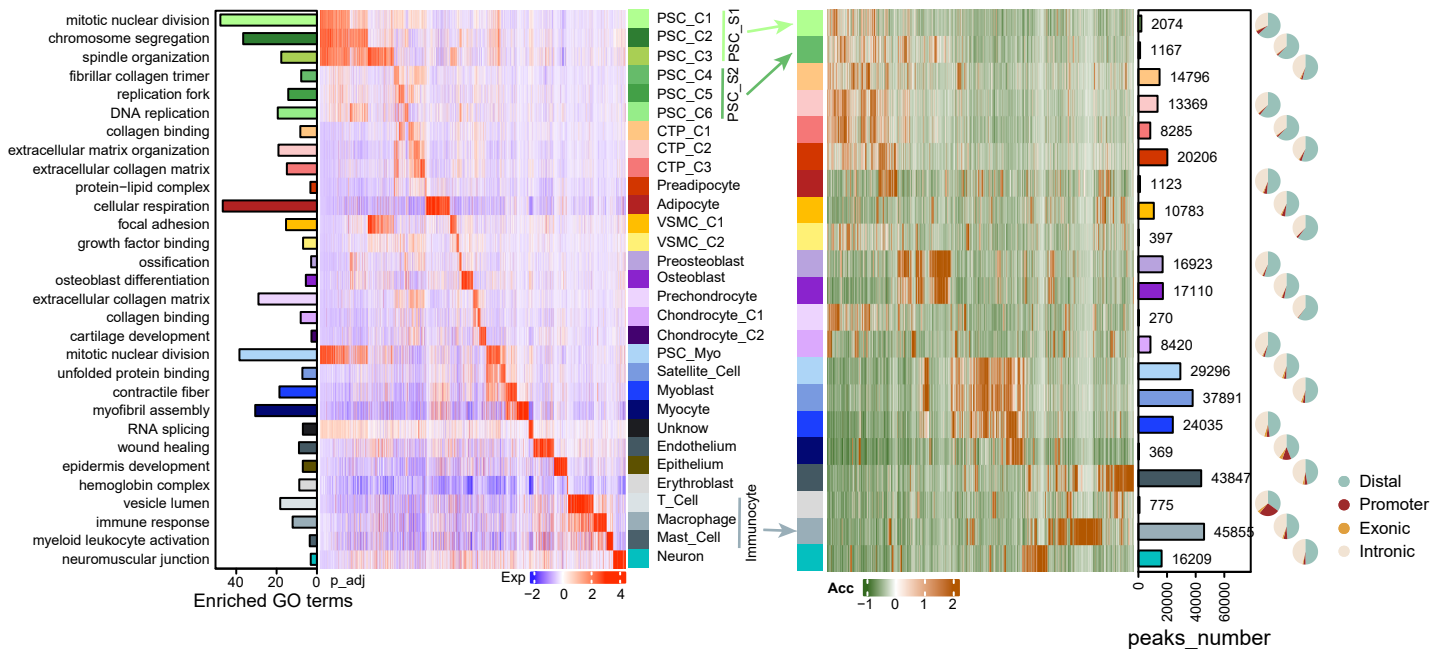 mitotic nuclear division
chromosome segregation
spindle organization
fibrillar collagen trimer
replication fork
DNA replication
collagen binding
extracellular matrix organization
extracellular collagen matrix
protein−lipid complex
cellular respiration
focal adhesion
growth factor binding
ossification
osteoblast differentiation
extracellular collagen matrix
collagen binding
cartilage development
mitotic nuclear division
unfolded protein binding
contractile fiber
myofibril assembly
RNA splicing
wound healing
epidermis development
hemoglobin complex
vesicle lumen
immune response
myeloid leukocyte activation
neuromuscular junction
40 20 0 p_adj
Enriched GO terms
Exp
−2 0 2 4
PSC_C1
PSC_C2
PSC_C3
PSC_C4
PSC_C5
PSC_C6
CTP_C1
CTP_C2
CTP_C3
Preadipocyte
Adipocyte
VSMC_C1
VSMC_C2
Preosteoblast
Osteoblast
Prechondrocyte
Chondrocyte_C1
Chondrocyte_C2
PSC_Myo
Satellite_Cell
Myoblast
Myocyte
Unknow
Endothelium
Epithelium
Erythroblast
T_Cell
Macrophage
Mast_Cell
Neuron
PSC_S1
PSC_S2
Immunocyte
Acc
−1 0 1 2
2074
1167
14796
13369
8285
20206
1123
10783
397
16923
17110
270
8420
29296
37891
24035
369
43847
775
45855
16209
0 20000 40000 60000
peaks_number
Distal
Promoter
Exonic
Intronic